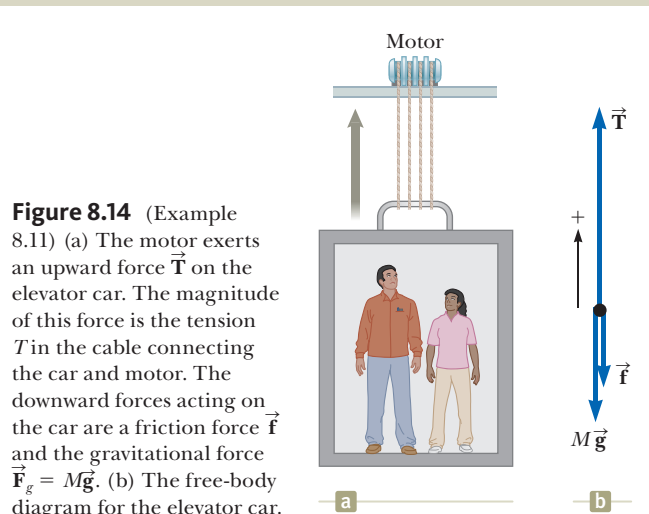 Motor
Figure 8.14 (Example
8.11) (a) The motor exerts
an upward force T⃗ on the
elevator car. The magnitude
of this force is the tension
T in the cable connecting
the car and motor. The
downward forces acting on
the car are a friction force f⃗
and the gravitational force
F⃗g = Mg⃗. (b) The free-body
diagram for the elevator car.
a
T⃗
+
f⃗
Mg⃗
b